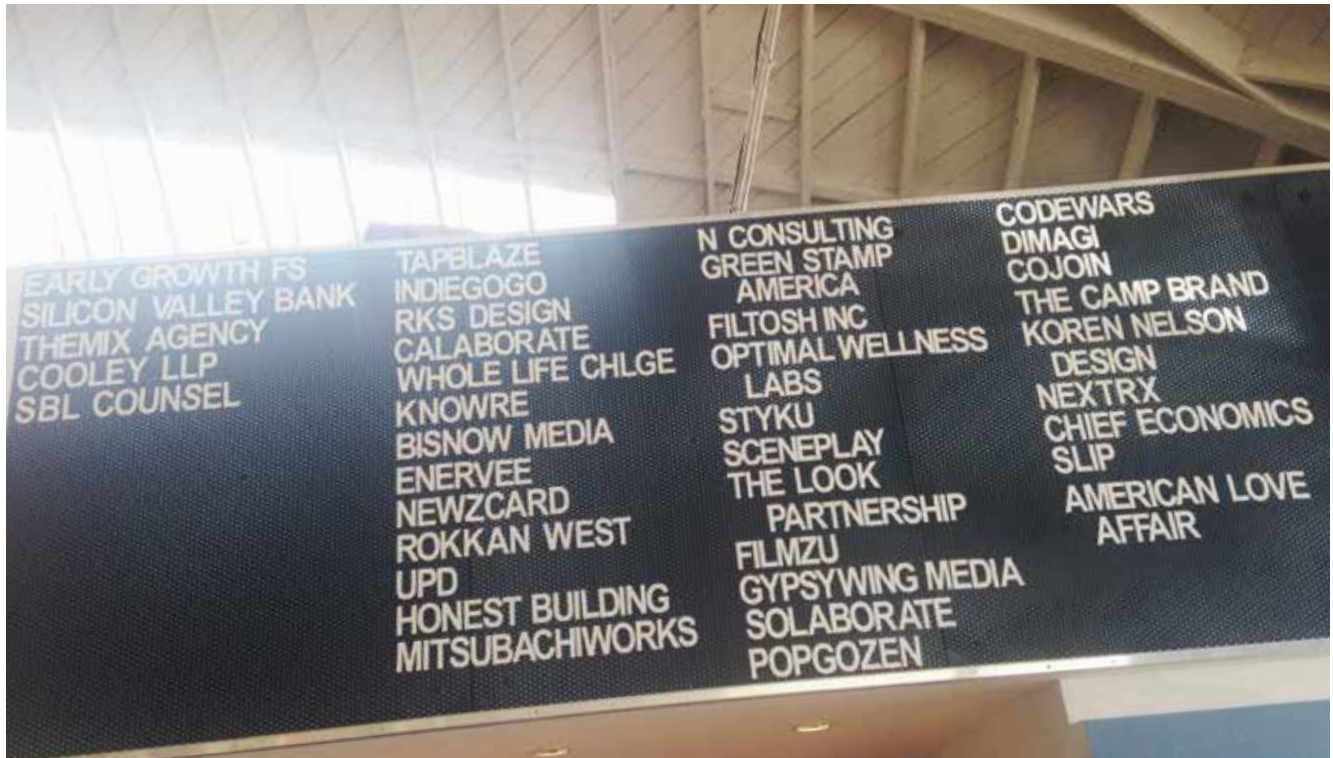 EARLY GROWTH FS
SILICON VALLEY BANK
THEMIX AGENCY
COOLEY LLP
SBL COUNSEL
TAPBLAZE
INDIEGOGO
RKS DESIGN
CALABORATE
WHOLE LIFE CHLGE
KNOWRE
BISNOW MEDIA
ENERVEE
NEWZCARD
ROKKAN WEST
UPD
HONEST BUILDING
MITSUBACHIWORKS
N CONSULTING
GREEN STAMP
AMERICA
FILTOSH INC
OPTIMAL WELLNESS
LABS
STYKU
SCENEPLAY
THE LOOK
PARTNERSHIP
FILMZU
GYPSYWING MEDIA
SOLABORATE
POPGOZEN
CODEWARS
DIMAGI
COJOIN
THE CAMP BRAND
KOREN NELSON
DESIGN
NEXTRX
CHIEF ECONOMICS
SLIP
AMERICAN LOVE
AFFAIR